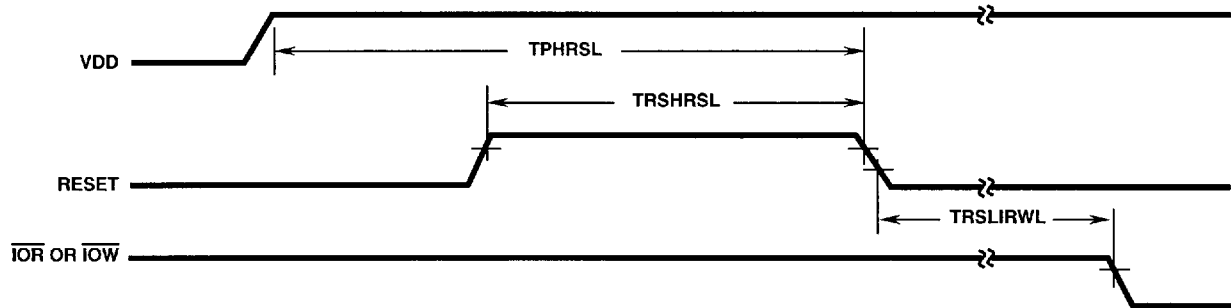 TPHRSL
VDD
TRSHRSL
RESET
TRSLIRWL
IOR OR IOW